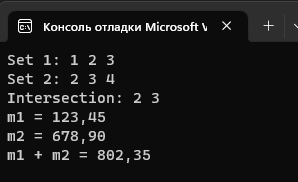 Консоль отладки Microsoft V
Set 1: 1 2 3
Set 2: 2 3 4
Intersection: 2 3
m1 = 123,45
m2 = 678,90
m1 + m2 = 802,35